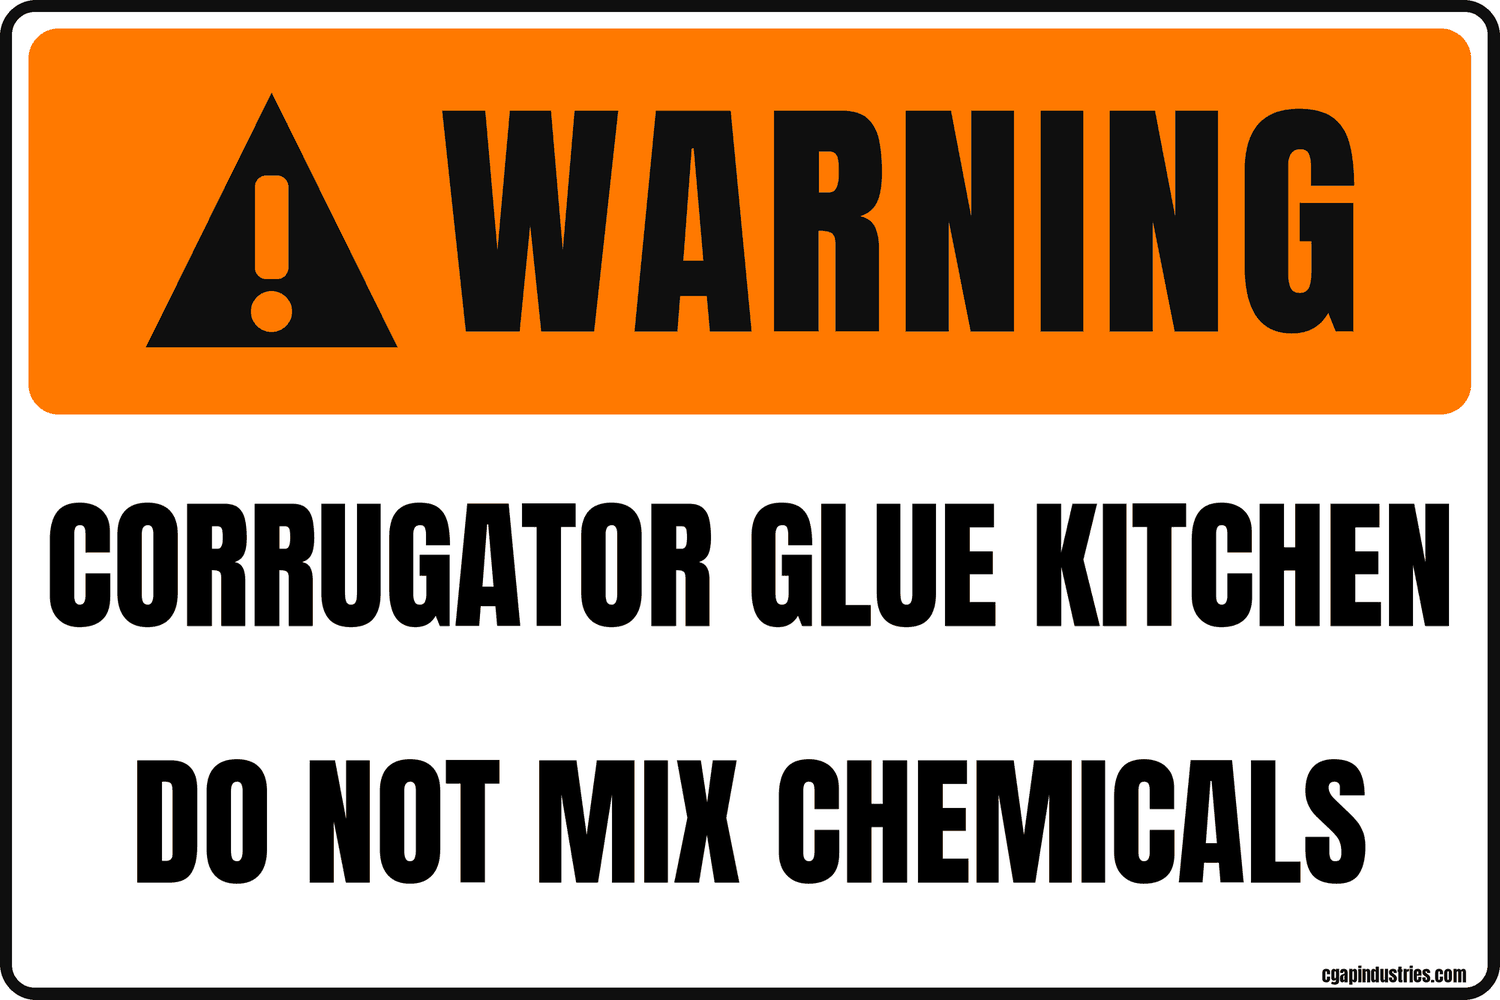 WARNING
CORRUGATOR GLUE KITCHEN
DO NOT MIX CHEMICALS
cgapindustries.com